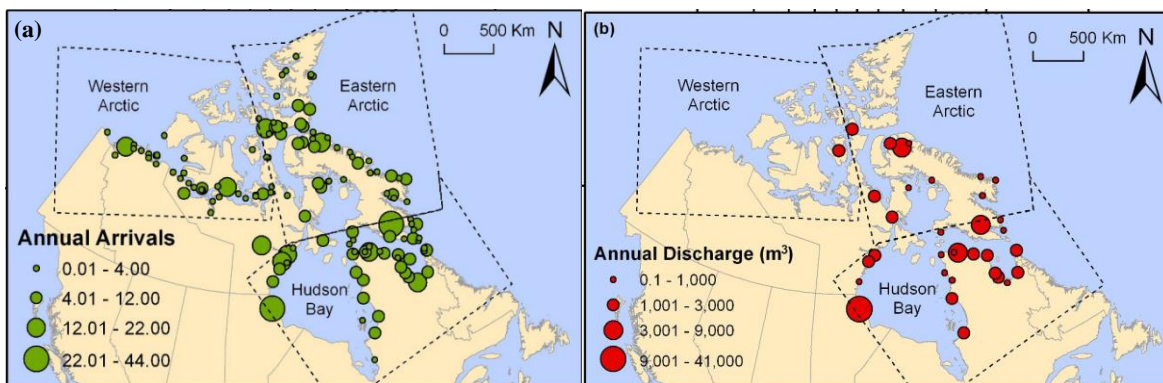 (a)
0 500 Km
N
Western
Arctic
Eastern
Arctic
Hudson
Bay
Annual Arrivals
0.01 - 4.00
4.01 - 12.00
12.01 - 22.00
22.01 - 44.00
(b)
0 500 Km
N
Western
Arctic
Eastern
Arctic
Hudson
Bay
Annual Discharge (m³)
0.1 - 1,000
1,001 - 3,000
3,001 - 9,000
9,001 - 41,000